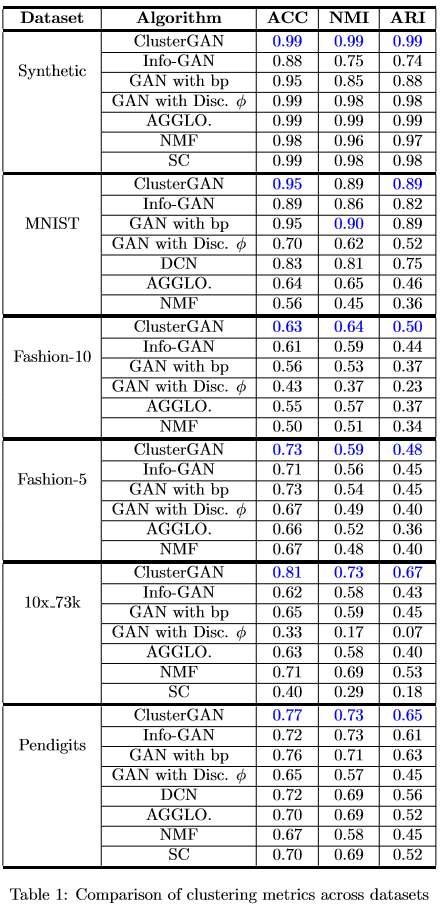 Dataset Algorithm ACC NMI ARI
Synthetic
ClusterGAN 0.99 0.99 0.99
Info-GAN 0.88 0.75 0.74
GAN with bp 0.95 0.85 0.88
GAN with Disc. ϕ 0.99 0.98 0.98
AGGLO. 0.99 0.99 0.99
NMF 0.98 0.96 0.97
SC 0.99 0.98 0.98
MNIST
ClusterGAN 0.95 0.89 0.89
Info-GAN 0.89 0.86 0.82
GAN with bp 0.95 0.90 0.89
GAN with Disc. ϕ 0.70 0.62 0.52
DCN 0.83 0.81 0.75
AGGLO. 0.64 0.65 0.46
NMF 0.56 0.45 0.36
Fashion-10
ClusterGAN 0.63 0.64 0.50
Info-GAN 0.61 0.59 0.44
GAN with bp 0.56 0.53 0.37
GAN with Disc. ϕ 0.43 0.37 0.23
AGGLO. 0.55 0.57 0.37
NMF 0.50 0.51 0.34
Fashion-5
ClusterGAN 0.73 0.59 0.48
Info-GAN 0.71 0.56 0.45
GAN with bp 0.73 0.54 0.45
GAN with Disc. ϕ 0.67 0.49 0.40
AGGLO. 0.66 0.52 0.36
NMF 0.67 0.48 0.40
10x_73k
ClusterGAN 0.81 0.73 0.67
Info-GAN 0.62 0.58 0.43
GAN with bp 0.65 0.59 0.45
GAN with Disc. ϕ 0.33 0.17 0.07
AGGLO. 0.63 0.58 0.40
NMF 0.71 0.69 0.53
SC 0.40 0.29 0.18
Pendigits
ClusterGAN 0.77 0.73 0.65
Info-GAN 0.72 0.73 0.61
GAN with bp 0.76 0.71 0.63
GAN with Disc. ϕ 0.65 0.57 0.45
DCN 0.72 0.69 0.56
AGGLO. 0.70 0.69 0.52
NMF 0.67 0.58 0.45
SC 0.70 0.69 0.52
Table 1: Comparison of clustering metrics across datasets